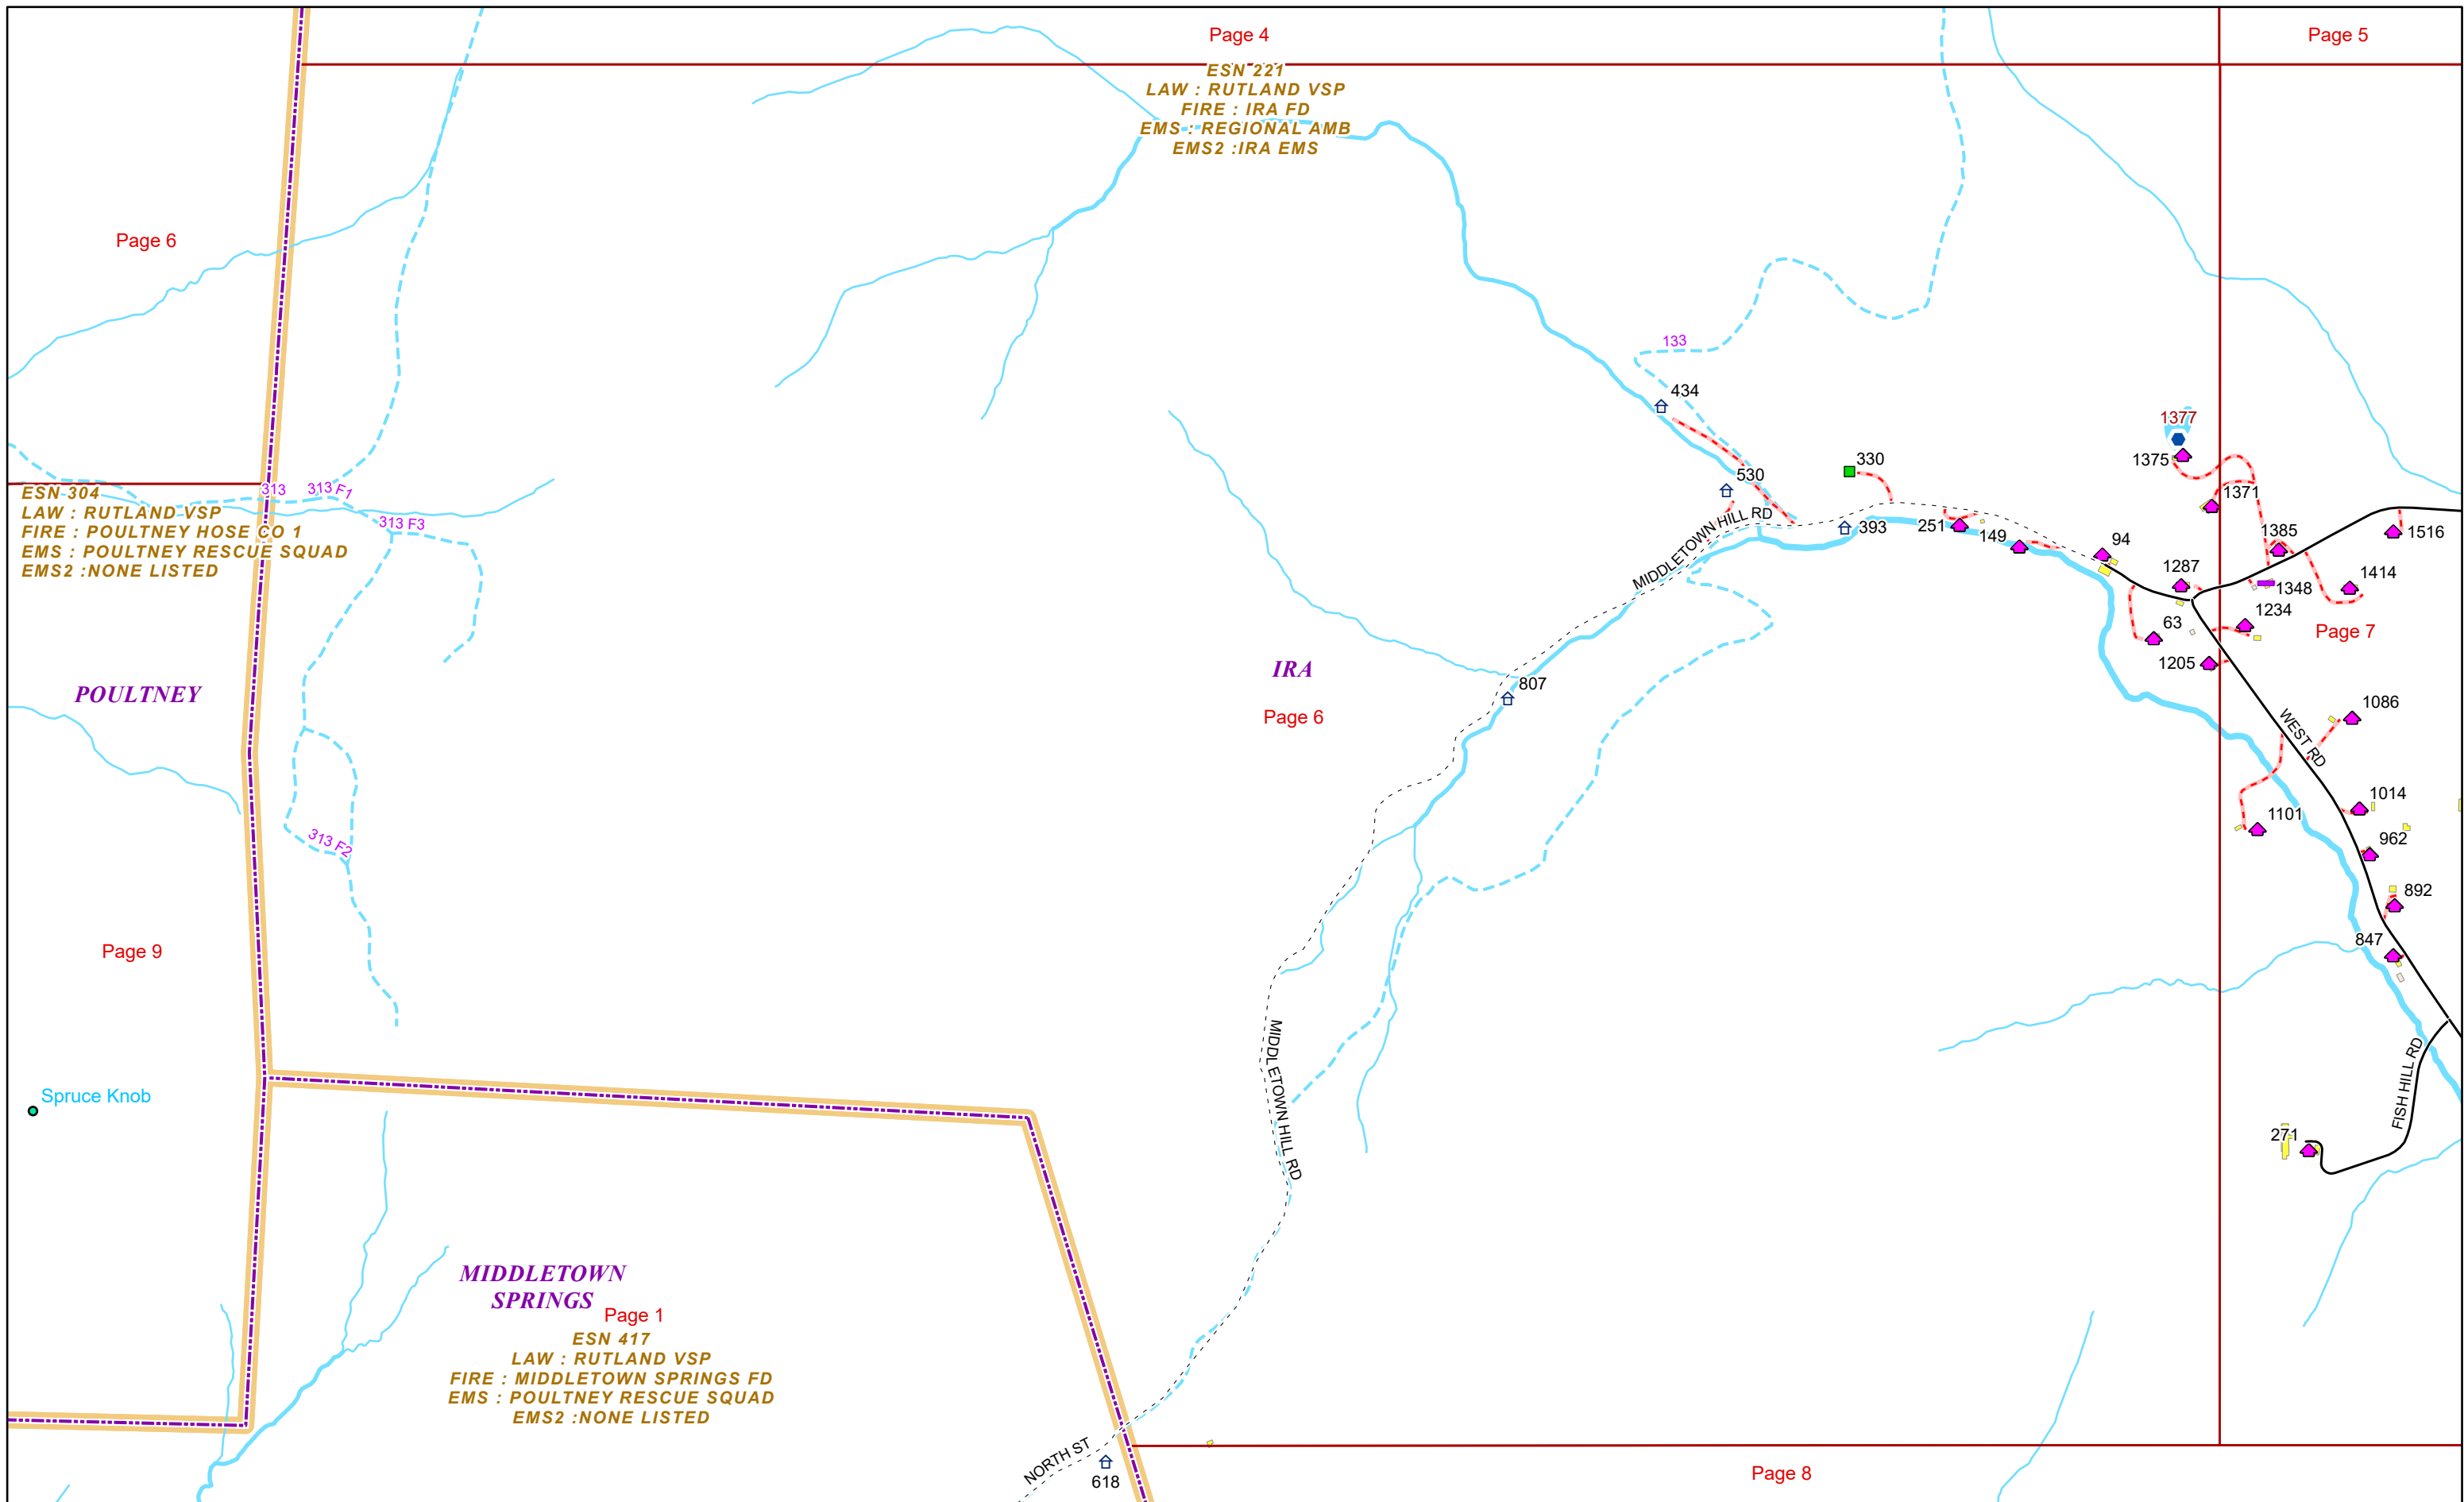 Page 4
Page 5
ESN 221
LAW : RUTLAND VSP
FIRE : IRA FD
EMS : REGIONAL AMB
EMS2 :IRA EMS
Page 6
133
434
1377
1375
330
530
1371
313
313 F1
313 F3
ESN 304
LAW : RUTLAND VSP
FIRE : POULTNEY HOSE CO 1
EMS : POULTNEY RESCUE SQUAD
EMS2 :NONE LISTED
MIDDLETOWN HILL RD
393
251
149
94
1385
1516
1287
1348
1414
1234
63
Page 7
1205
IRA
POULTNEY
807
Page 6
1086
WEST RD
1014
1101
313 F2
962
892
847
Page 9
MIDDLETOWN HILL RD
FISH HILL RD
Spruce Knob
271
MIDDLETOWN
SPRINGS
Page 1
ESN 417
LAW : RUTLAND VSP
FIRE : MIDDLETOWN SPRINGS FD
EMS : POULTNEY RESCUE SQUAD
EMS2 :NONE LISTED
NORTH ST
618
Page 8